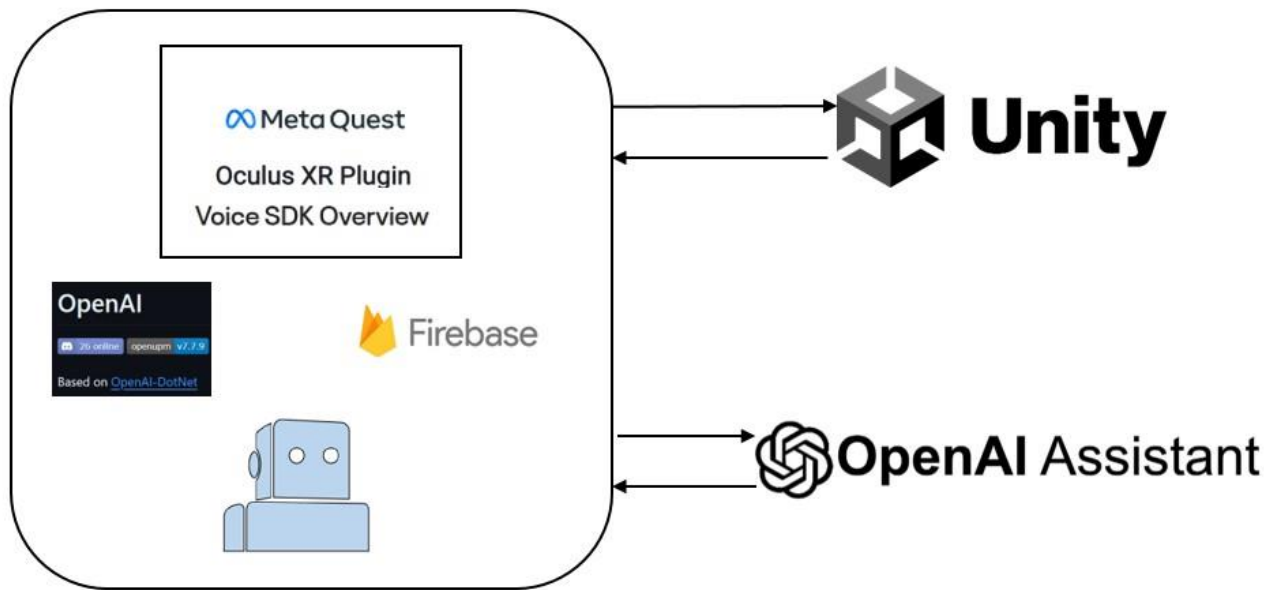 Meta Quest
Oculus XR Plugin
Voice SDK Overview
Unity
OpenAI
26 online openupm v7.7.9
Based on OpenAI-DotNet
Firebase
OpenAI Assistant